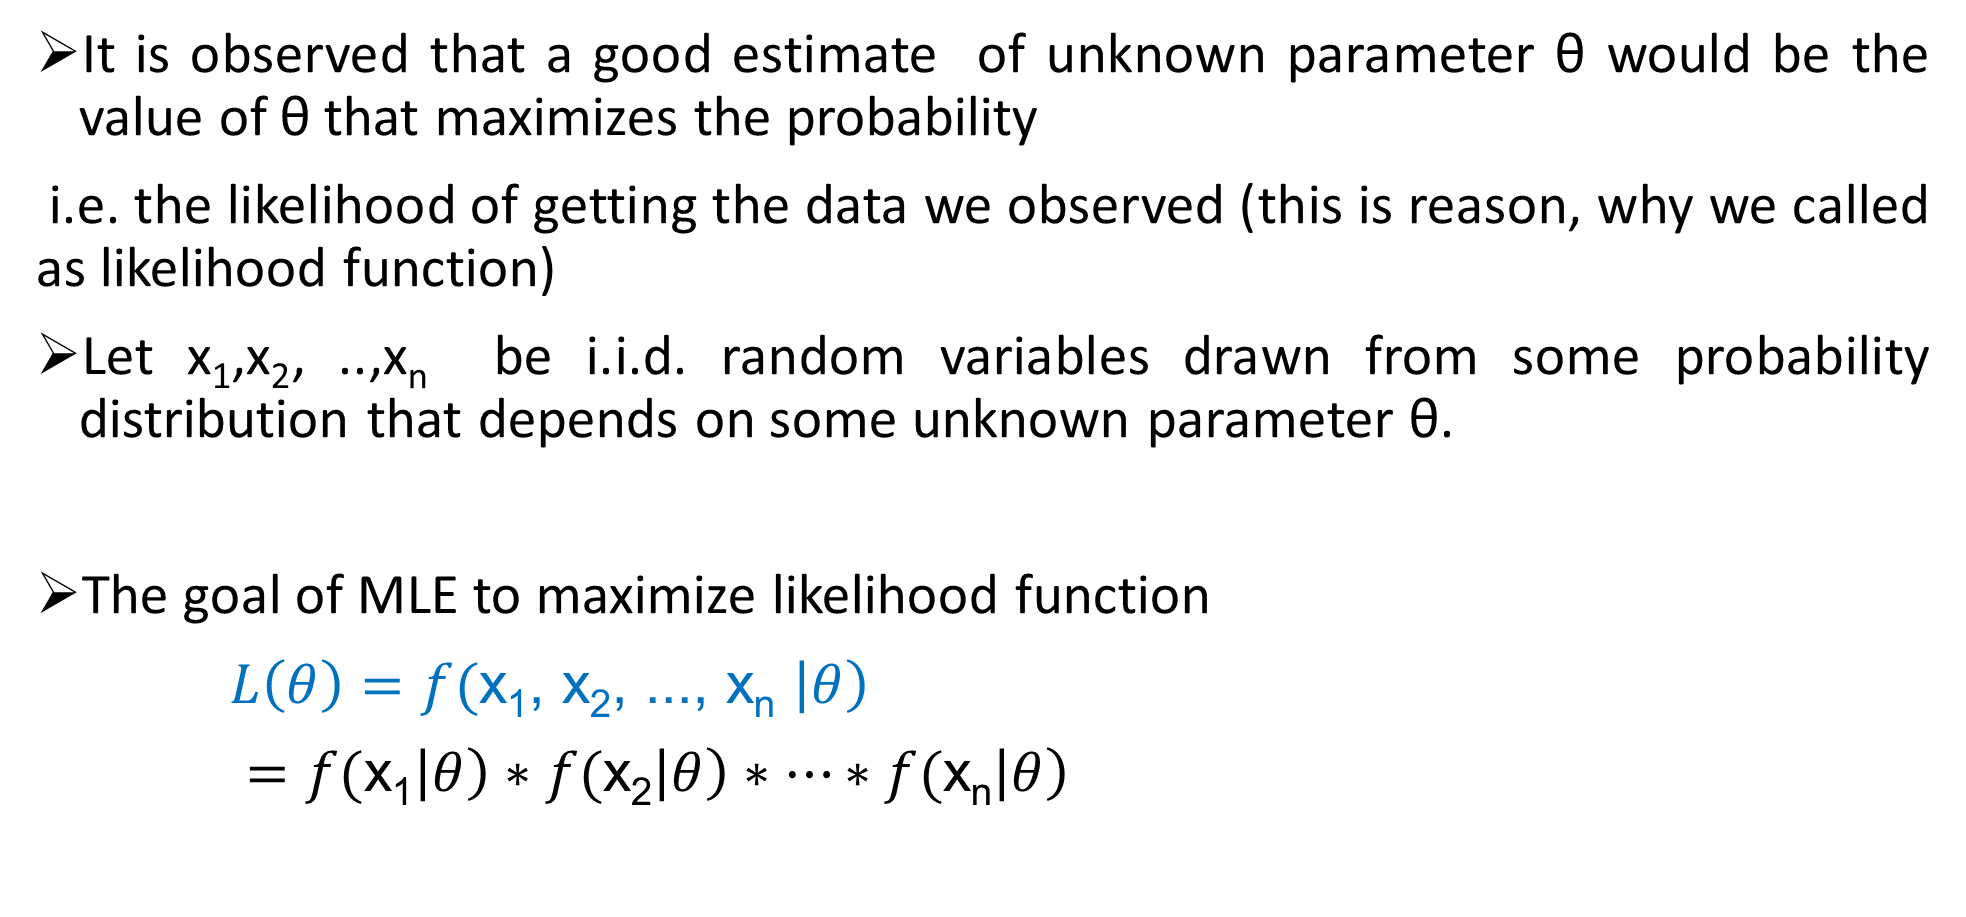 ➢It is observed that a good estimate of unknown parameter θ would be the
value of θ that maximizes the probability
i.e. the likelihood of getting the data we observed (this is reason, why we called
as likelihood function)
➢Let x₁,x₂, ..,xₙ be i.i.d. random variables drawn from some probability
distribution that depends on some unknown parameter θ.
➢The goal of MLE to maximize likelihood function
L(θ) = f(x₁, x₂, ..., xₙ |θ)
= f(x₁|θ) ∗ f(x₂|θ) ∗ ⋯ ∗ f(xₙ|θ)